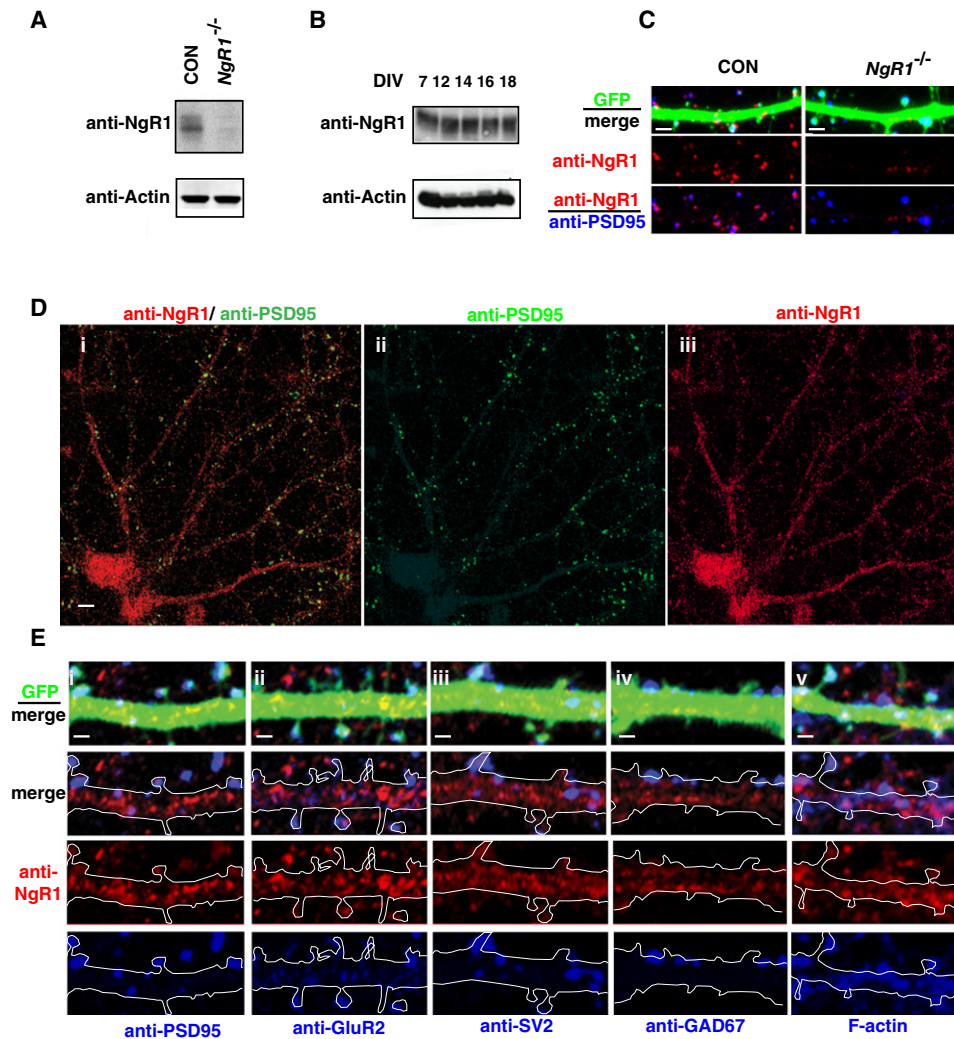 A
CON
NgR1-/-
anti-NgR1
anti-Actin
B
DIV 7 12 14 16 18
anti-NgR1
anti-Actin
C
CON NgR1-/-
GFP
merge
anti-NgR1
anti-NgR1
anti-PSD95
D
anti-NgR1/ anti-PSD95 anti-PSD95 anti-NgR1
i ii iii
E
i ii iii iv v
GFP
merge
merge
anti-
NgR1
anti-PSD95 anti-GluR2 anti-SV2 anti-GAD67 F-actin